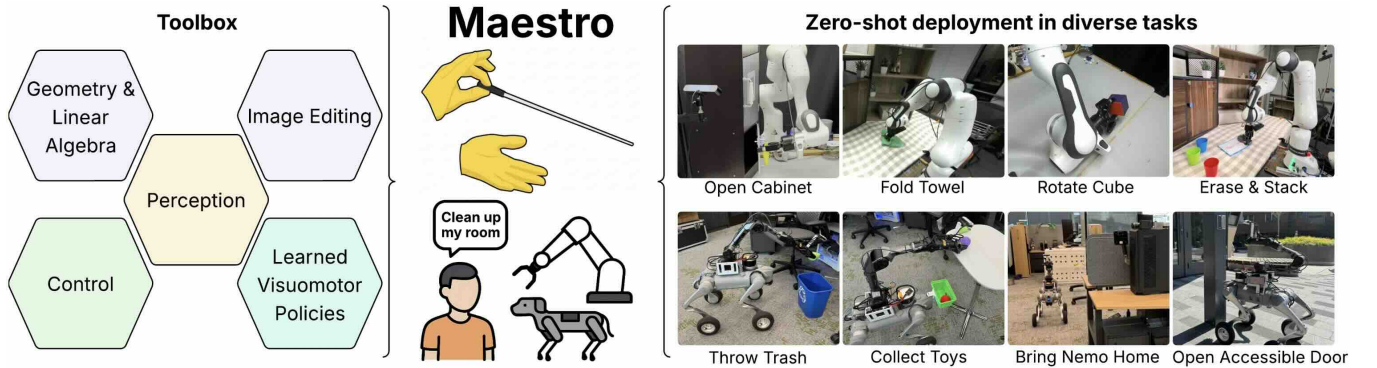 Toolbox
Geometry &
Linear
Algebra
Image Editing
Perception
Control
Learned
Visuomotor
Policies
Maestro
Clean up
my room
Zero-shot deployment in diverse tasks
Open Cabinet
Fold Towel
Rotate Cube
Erase & Stack
Throw Trash
Collect Toys
Bring Nemo Home
Open Accessible Door